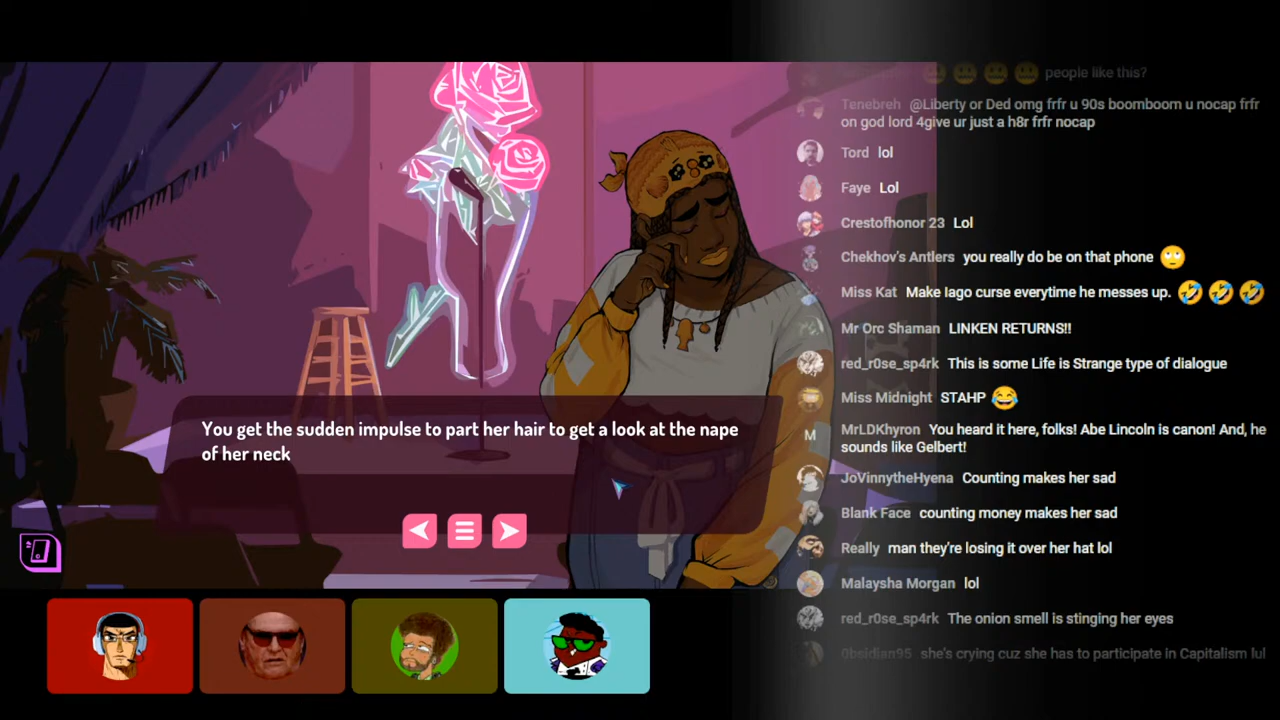 people like this?
Tenebreh @Liberty or Ded omg frfr u 90s boomboom u nocap frfr
on god lord 4give ur just a h8r frfr nocap
Tord lol
Faye Lol
Crestofhonor 23 Lol
Chekhov's Antlers you really do be on that phone
Miss Kat Make Iago curse everytime he messes up.
Mr Orc Shaman LINKEN RETURNS!!
red_r0se_sp4rk This is some Life is Strange type of dialogue
Miss Midnight STAHP
MrLDKhyron You heard it here, folks! Abe Lincoln is canon! And, he
sounds like Gelbert!
JoVinnytheHyena Counting makes her sad
Blank Face counting money makes her sad
Really man they're losing it over her hat lol
Malaysha Morgan lol
red_r0se_sp4rk The onion smell is stinging her eyes
0bsidian95 she's crying cuz she has to participate in Capitalism lul
You get the sudden impulse to part her hair to get a look at the nape
of her neck
M